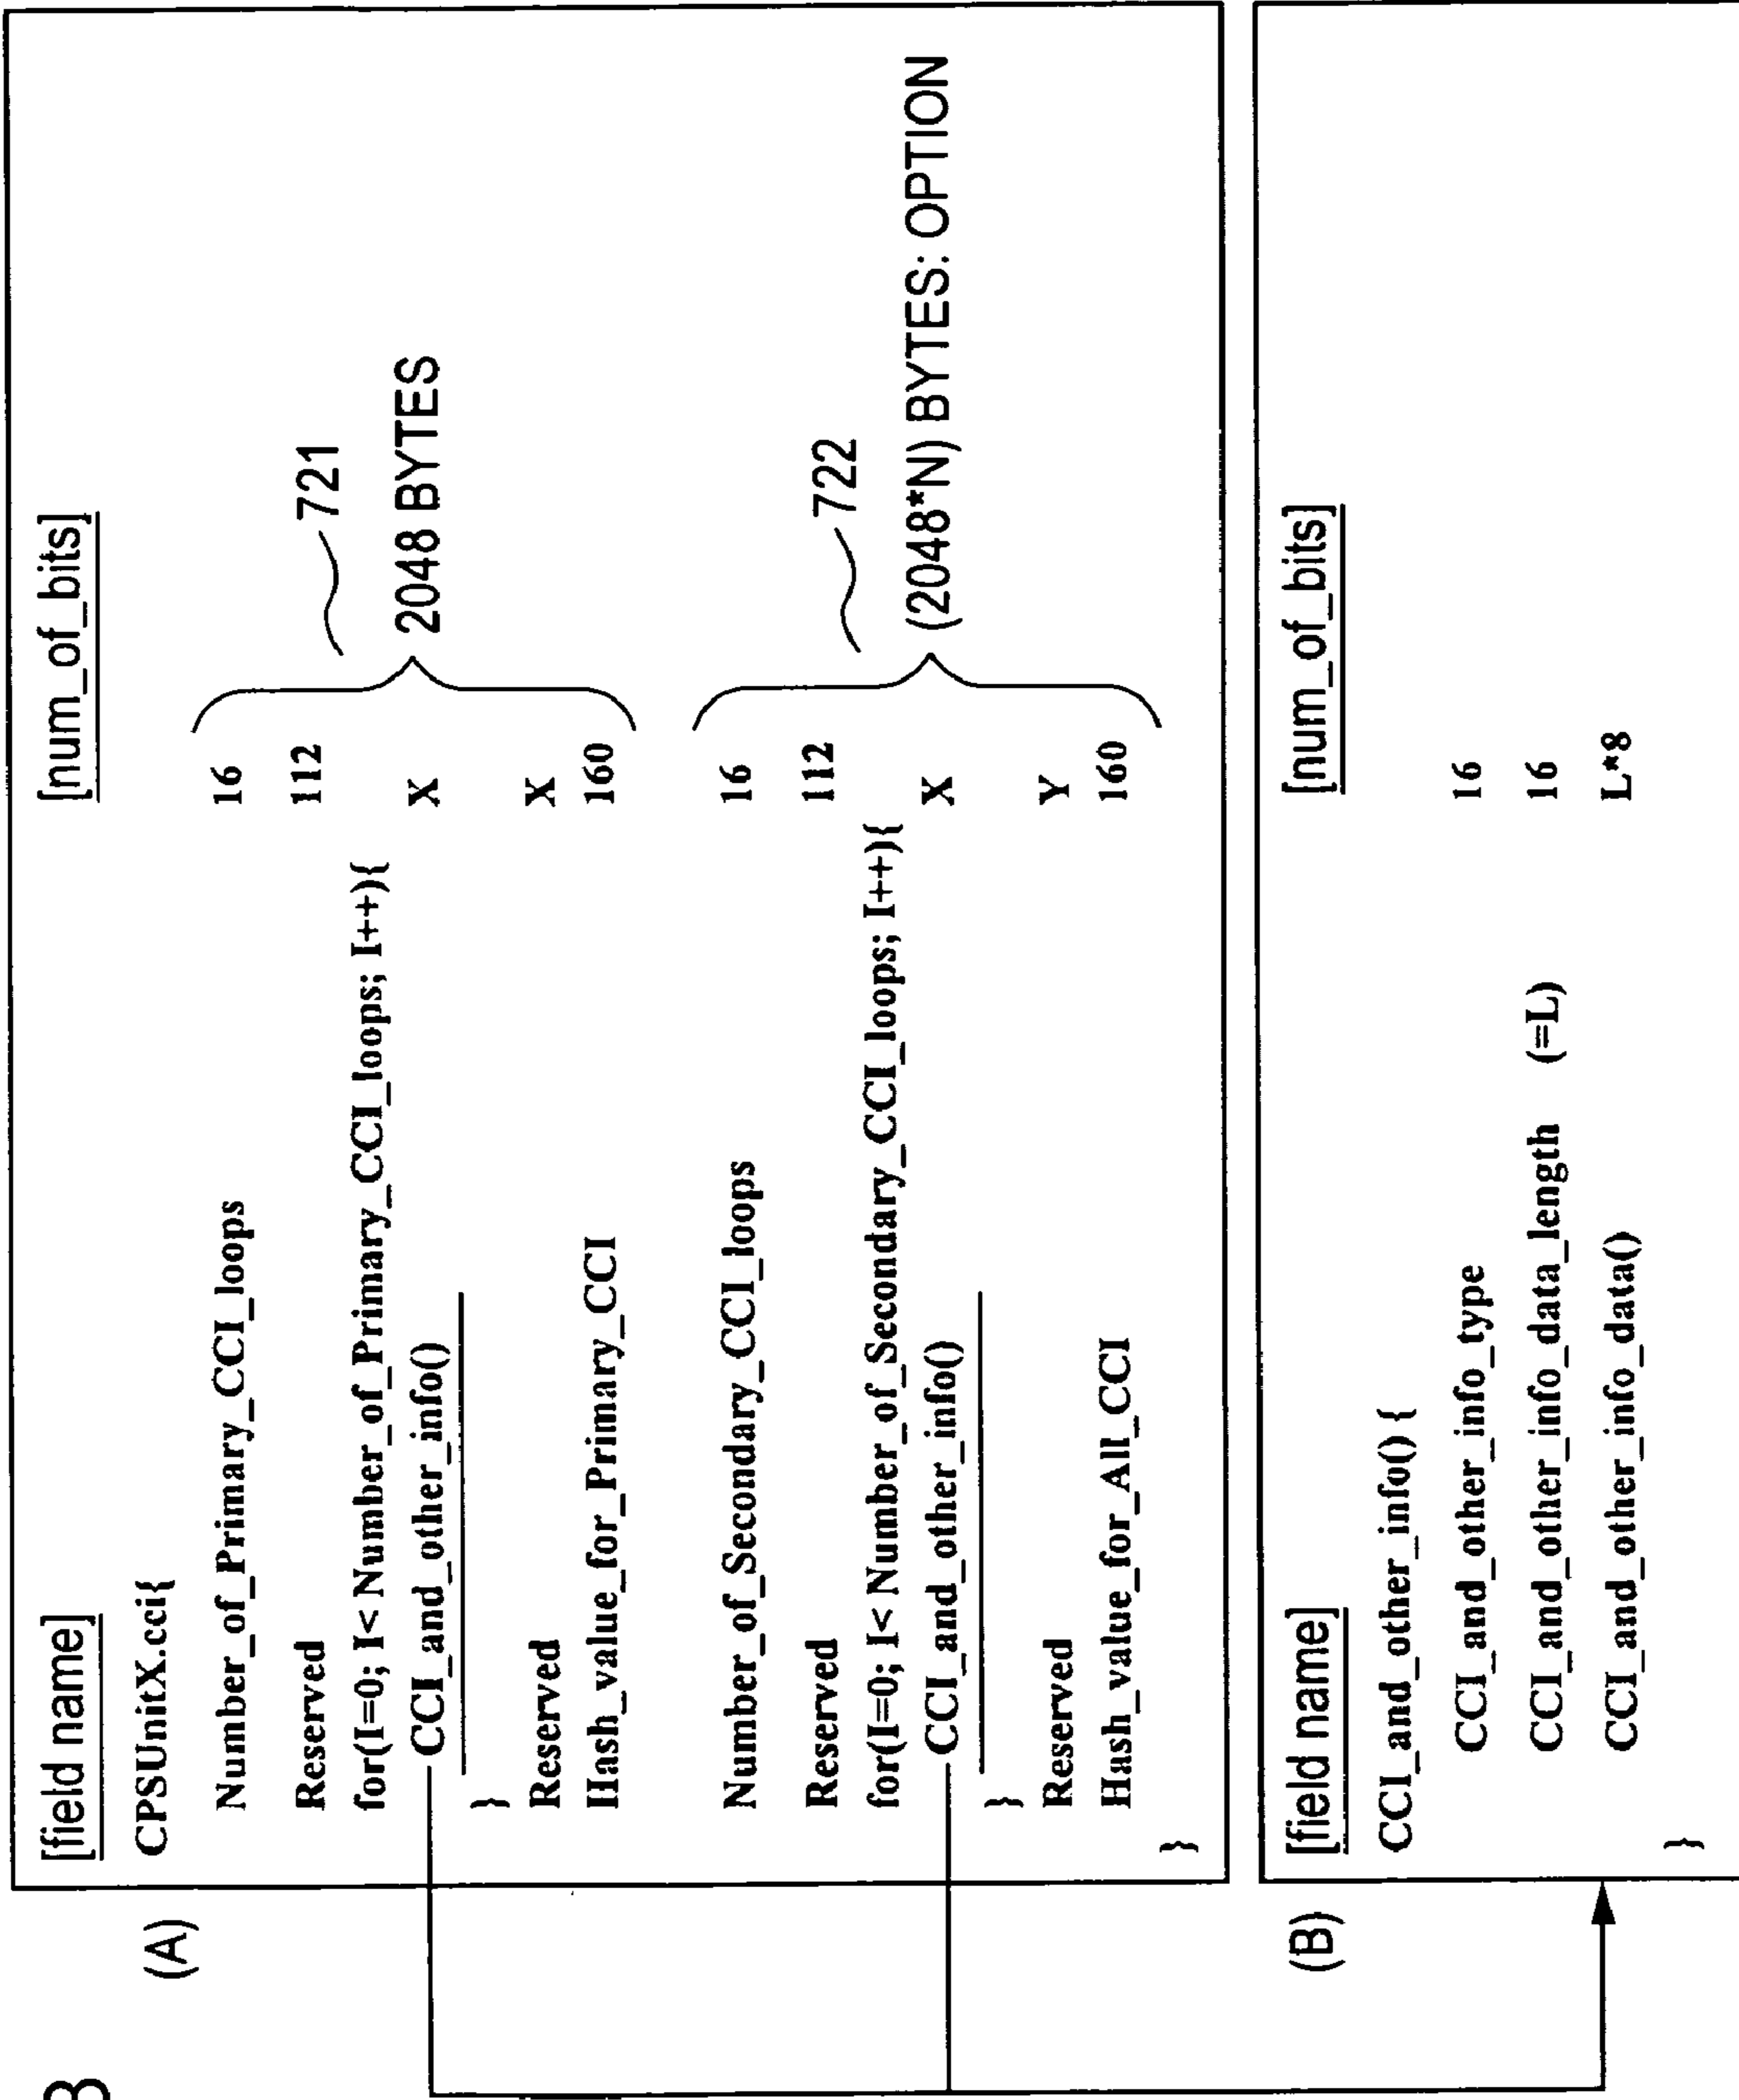 8
(A)
[field name] [num_of_bits]
CPSUnitX.cci{
Number_of_Primary_CCI_loops 16
Reserved 112
721
for(I=0; I< Number_of_Primary_CCI_loops; I++){
CCI_and_other_info() X
2048 BYTES
}
Reserved X
Hash_value_for_Primary_CCI 160
Number_of_Secondary_CCI_loops 16
Reserved 112
722
for(I=0; I< Number_of_Secondary_CCI_loops; I++){
CCI_and_other_info() X
(2048*N) BYTES: OPTION
}
Reserved Y
Hash_value_for_All_CCI 160
}
(B)
[field name] [num_of_bits]
CCI_and_other_info() {
CCI_and_other_info_type 16
CCI_and_other_info_data_length (=L) 16
CCI_and_other_info_data() L*8
}